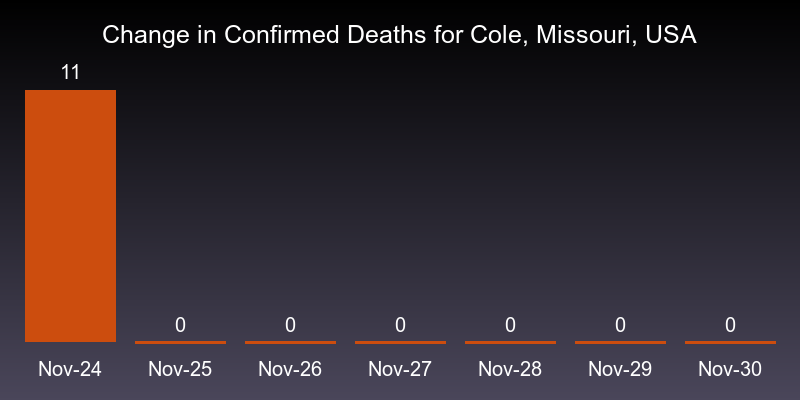 Change in Confirmed Deaths for Cole, Missouri, USA
11
0 0 0 0 0 0
Nov-24 Nov-25 Nov-26 Nov-27 Nov-28 Nov-29 Nov-30